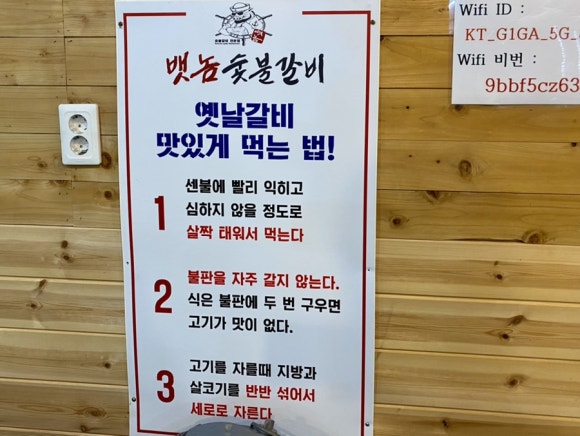 뱃놈 숯불갈비
옛날갈비
맛있게 먹는 법!
1
센불에 빨리 익히고
심하지 않을 정도로
살짝 태워서 먹는다
2
불판을 자주 갈지 않는다.
식은 불판에 두 번 구우면
고기가 맛이 없다.
3
고기를 자를때 지방과
살코기를 반반 섞어서
세로로 자른다
Wifi ID :
KT_G1GA_5G_
Wifi 비번 :
9bbf5cz63